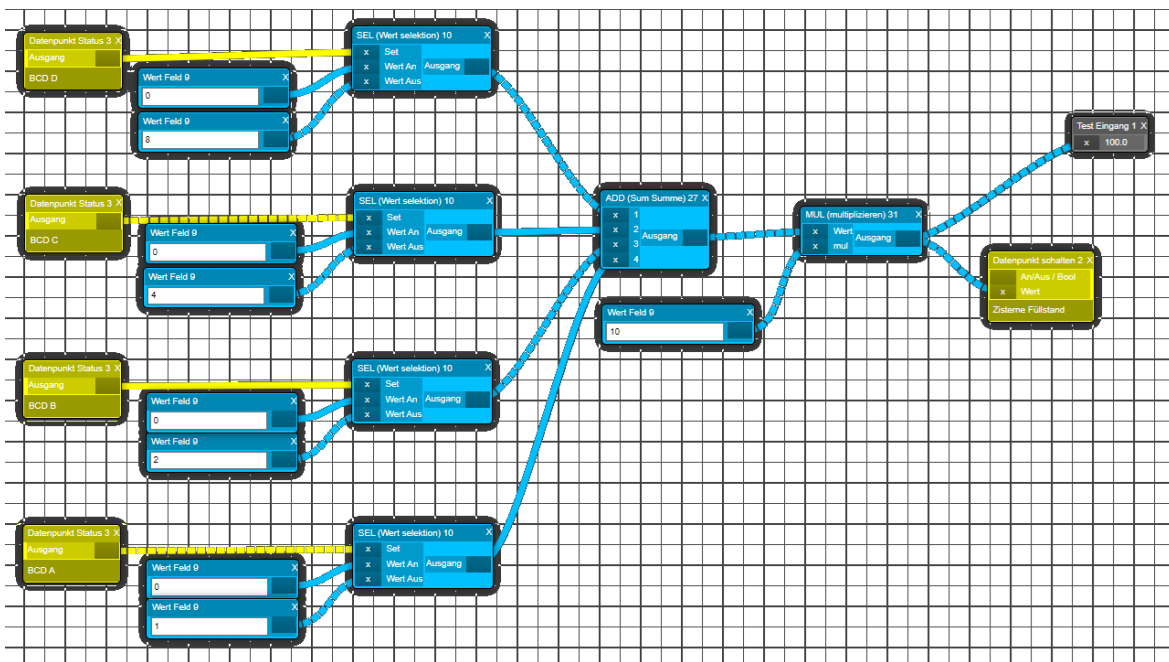 Datenpunkt Status 3 X
Ausgang
BCD D
Wert Feld 9 X
0
Wert Feld 9 X
8
SEL (Wert selektion) 10 X
x Set
x Wert An Ausgang
x Wert Aus
Datenpunkt Status 3 X
Ausgang
BCD C
Wert Feld 9 X
0
Wert Feld 9 X
4
SEL (Wert selektion) 10 X
x Set
x Wert An Ausgang
x Wert Aus
Datenpunkt Status 3 X
Ausgang
BCD B
Wert Feld 9 X
0
Wert Feld 9 X
2
SEL (Wert selektion) 10 X
x Set
x Wert An Ausgang
x Wert Aus
Datenpunkt Status 3 X
Ausgang
BCD A
Wert Feld 9 X
0
Wert Feld 9 X
1
SEL (Wert selektion) 10 X
x Set
x Wert An Ausgang
x Wert Aus
ADD (Sum Summe) 27 X
x 1
x 2
x 3 Ausgang
x 4
Wert Feld 9 X
10
MUL (multiplizieren) 31 X
x Wert
x mul Ausgang
Test Eingang 1 X
x 100.0
Datenpunkt schalten 2 X
An/Aus / Bool
x Wert
Zisterne Füllstand